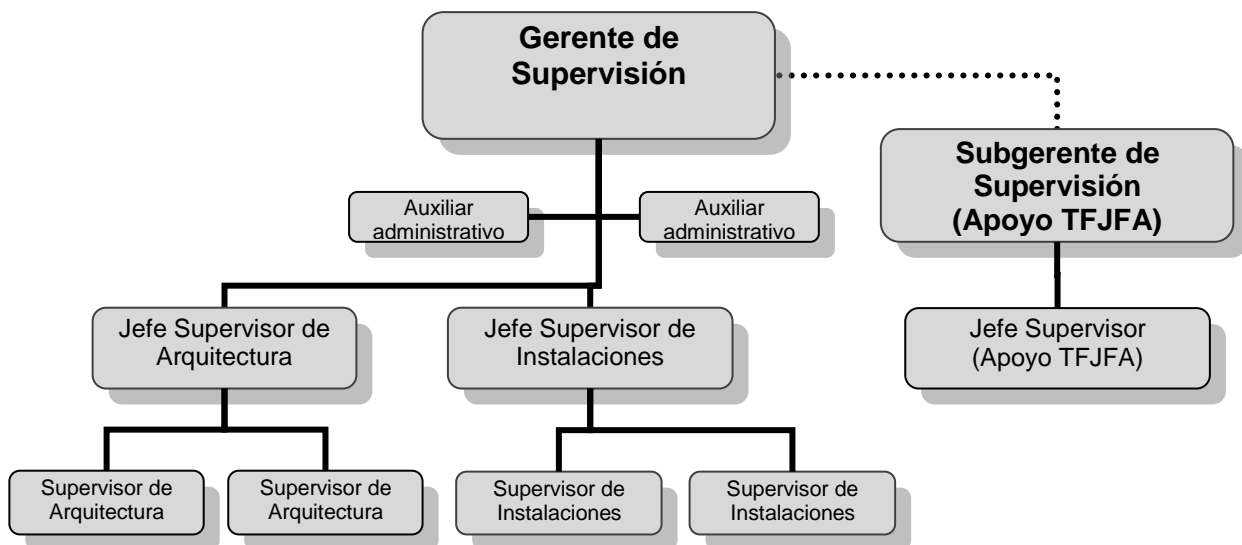 Gerente de
Supervisión
Subgerente de
Supervisión
(Apoyo TFJFA)
Auxiliar
administrativo
Auxiliar
administrativo
Jefe Supervisor de
Arquitectura
Jefe Supervisor de
Instalaciones
Jefe Supervisor
(Apoyo TFJFA)
Supervisor de
Arquitectura
Supervisor de
Arquitectura
Supervisor de
Instalaciones
Supervisor de
Instalaciones